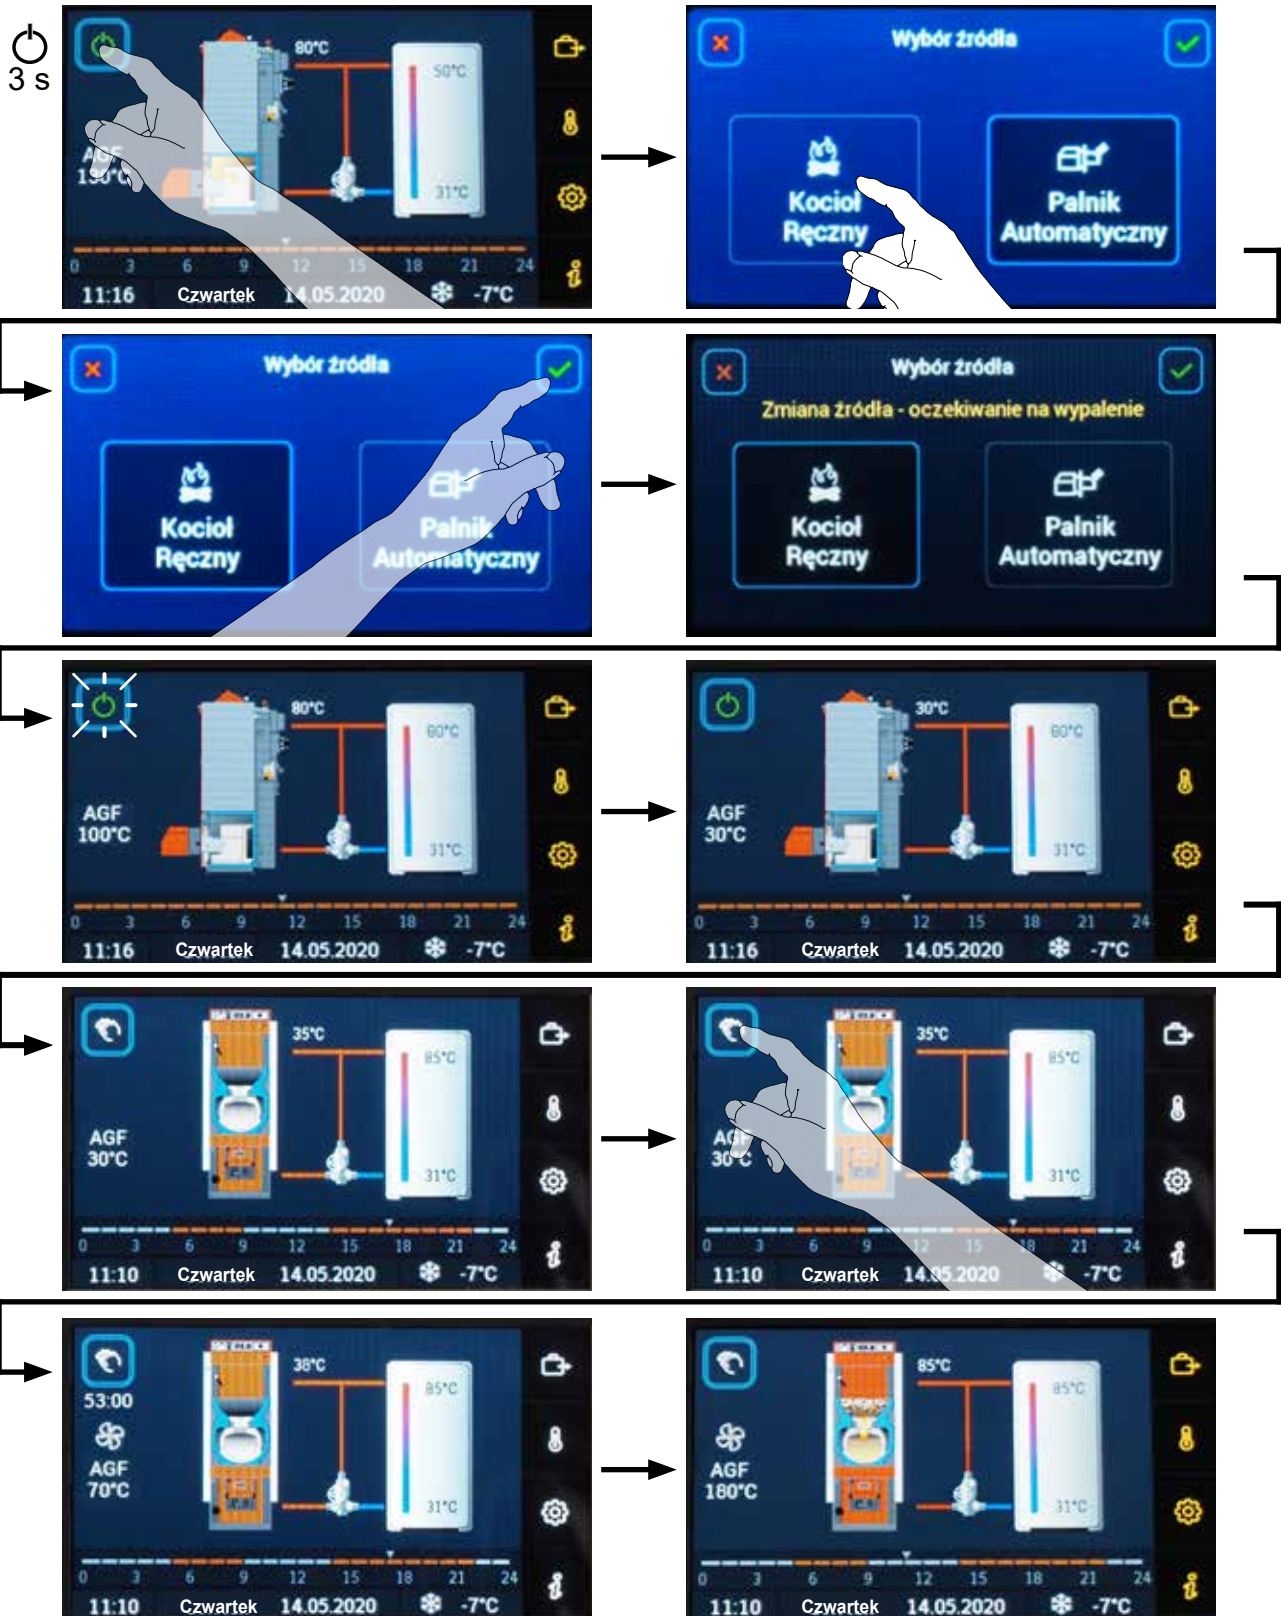 3 s
80°C
50°C
AGF
130°C
31°C
0 3 6 9 12 15 18 21 24
11:16 Czwartek 14.05.2020 -7°C
Wybór źródła
Kocioł
Ręczny
Palnik
Automatyczny
Wybór źródła
Kocioł
Ręczny
Palnik
Automatyczny
Wybór źródła
Zmiana źródła - oczekiwanie na wypalenie
Kocioł
Ręczny
Palnik
Automatyczny
80°C
60°C
AGF
100°C
31°C
0 3 6 9 12 15 18 21 24
11:16 Czwartek 14.05.2020 -7°C
30°C
60°C
AGF
30°C
31°C
0 3 6 9 12 15 18 21 24
11:16 Czwartek 14.05.2020 -7°C
35°C
85°C
AGF
30°C
31°C
0 3 6 9 12 15 18 21 24
11:10 Czwartek 14.05.2020 -7°C
35°C
85°C
AGF
30°C
31°C
0 3 6 9 12 15 18 21 24
11:10 Czwartek 14.05.2020 -7°C
38°C
85°C
53:00
AGF
70°C
31°C
0 3 6 9 12 15 18 21 24
11:10 Czwartek 14.05.2020 -7°C
85°C
85°C
AGF
180°C
31°C
0 3 6 9 12 15 18 21 24
11:10 Czwartek 14.05.2020 -7°C